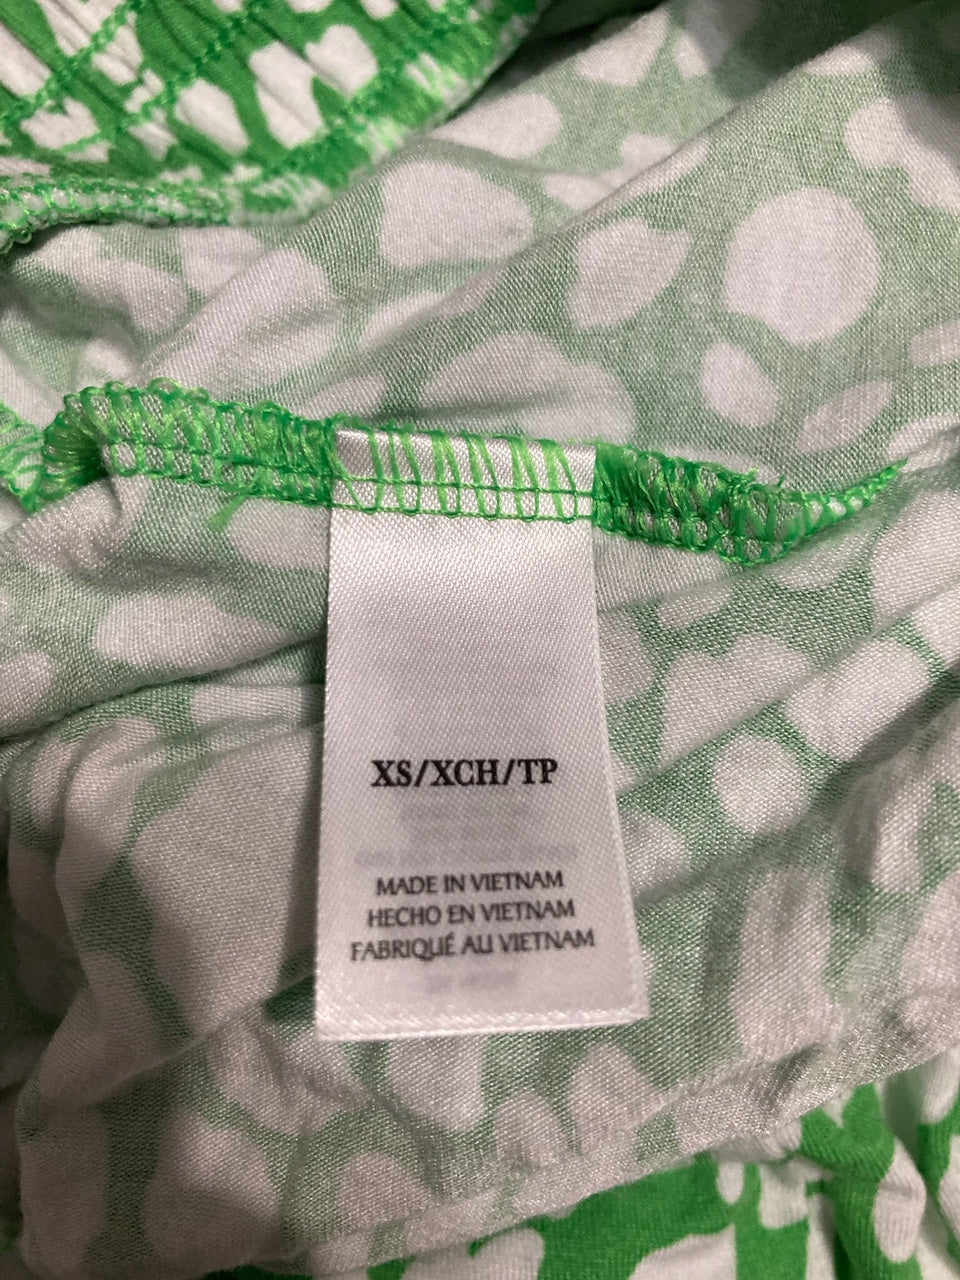 XS/XCH/TP
MADE IN VIETNAM
HECHO EN VIETNAM
FABRIQUÉ AU VIETNAM